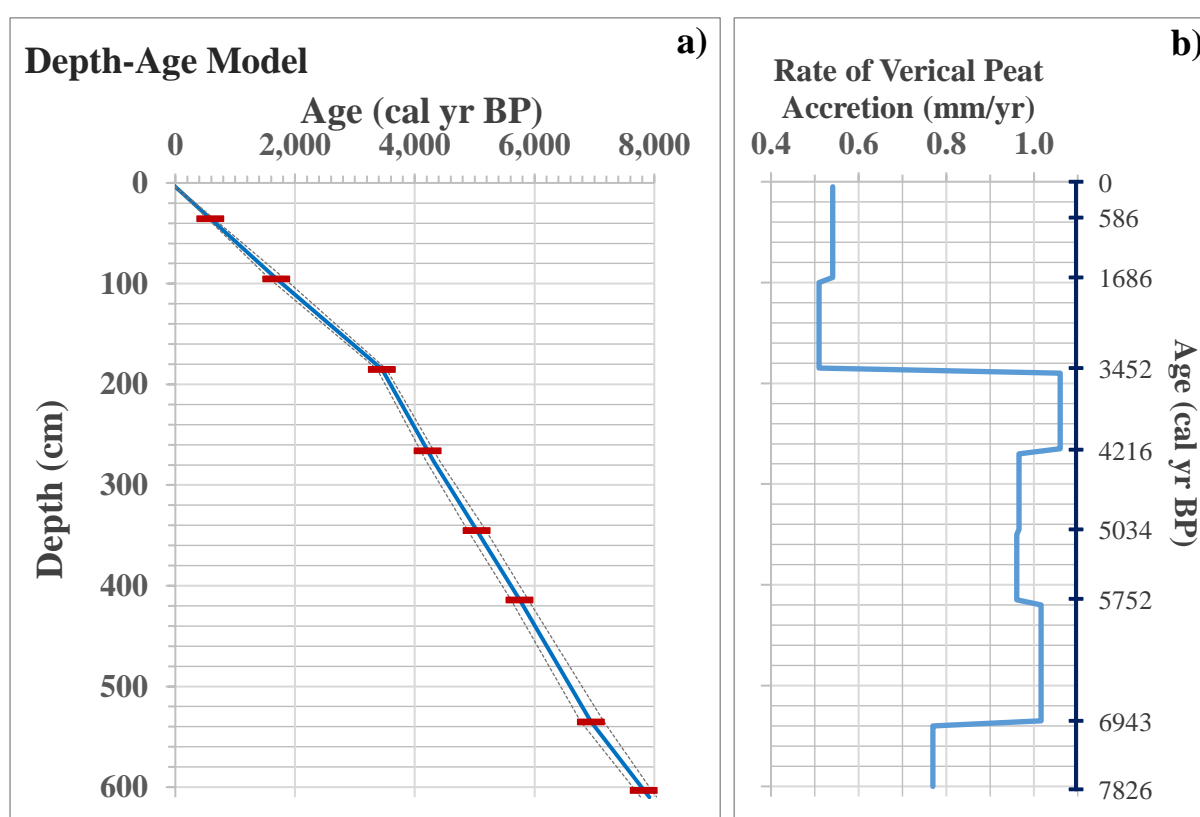 a)
Depth-Age Model
Age (cal yr BP)
0 2,000 4,000 6,000 8,000
0
100
200
300
400
500
600
Depth (cm)
b)
Rate of Verical Peat
Accretion (mm/yr)
0.4 0.6 0.8 1.0
0
586
1686
3452
4216
5034
5752
6943
7826
Age (cal yr BP)